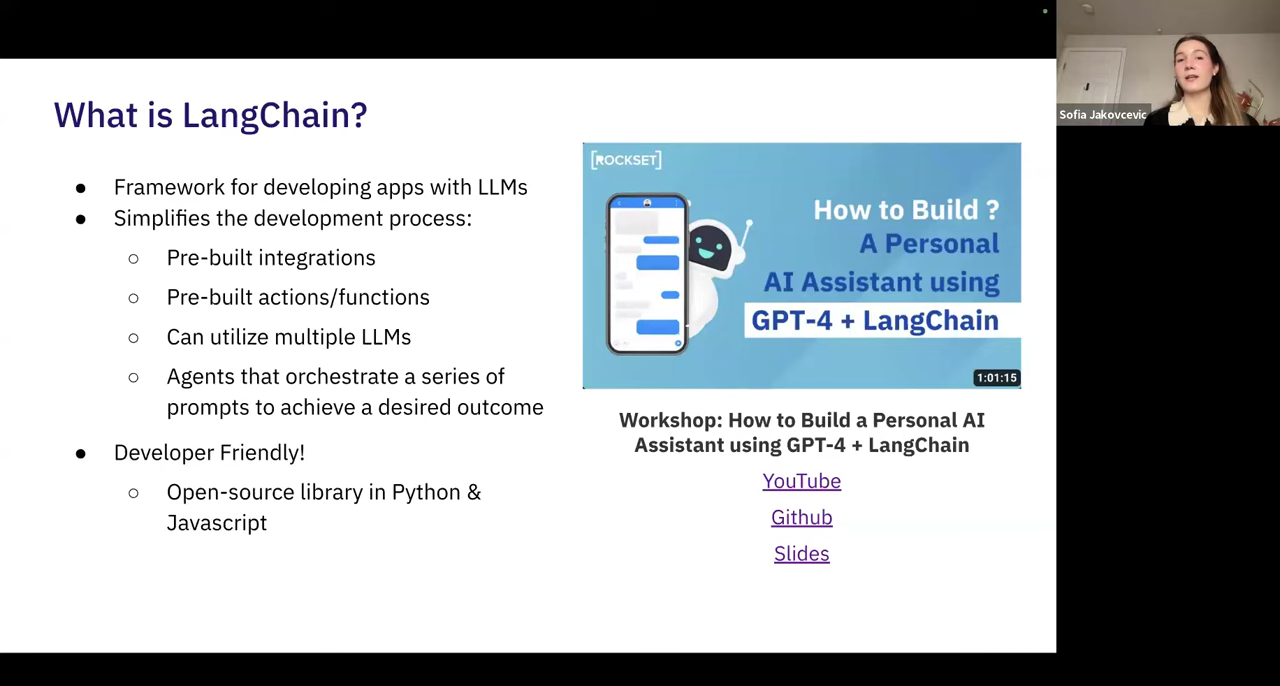 What is LangChain?
● Framework for developing apps with LLMs
● Simplifies the development process:
○ Pre-built integrations
○ Pre-built actions/functions
○ Can utilize multiple LLMs
○ Agents that orchestrate a series of
prompts to achieve a desired outcome
● Developer Friendly!
○ Open-source library in Python &
Javascript
[ROCKSET]
How to Build ?
A Personal
AI Assistant using
GPT-4 + LangChain
1:01:15
Workshop: How to Build a Personal AI
Assistant using GPT-4 + LangChain
YouTube
Github
Slides
Sofia Jakovcevic